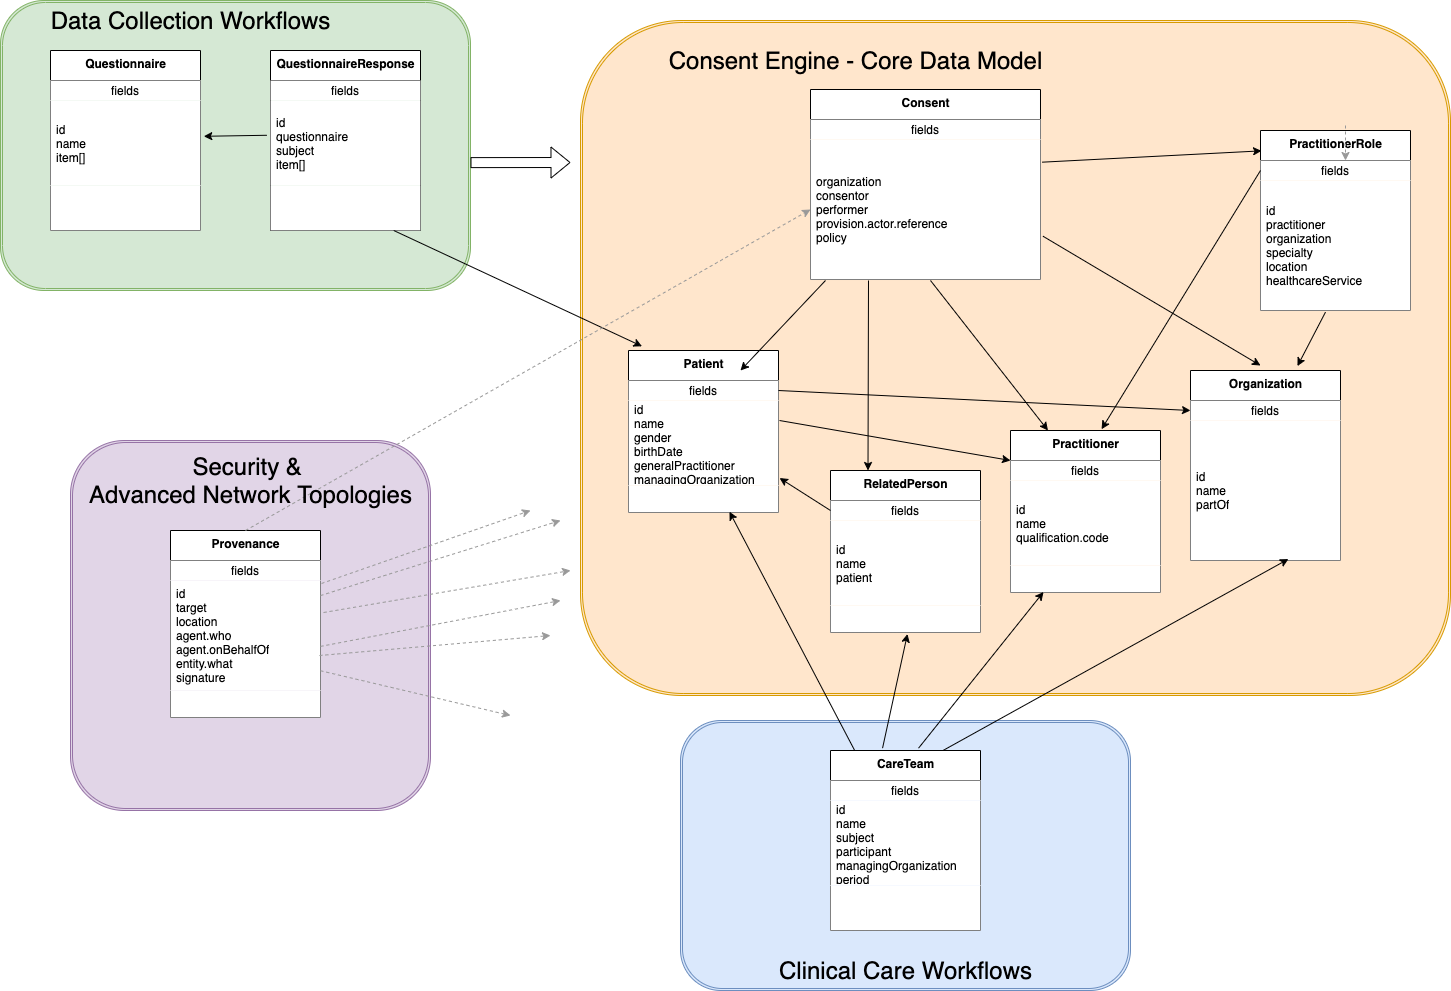 Data Collection Workflows
Questionnaire
fields
id
name
item[]
QuestionnaireResponse
fields
id
questionnaire
subject
item[]
Consent Engine - Core Data Model
Consent
fields
organization
consentor
performer
provision.actor.reference
policy
PractitionerRole
fields
id
practitioner
organization
specialty
location
healthcareService
Patient
fields
id
name
gender
birthDate
generalPractitioner
managingOrganization
RelatedPerson
fields
id
name
patient
Practitioner
fields
id
name
qualification.code
Organization
fields
id
name
partOf
Security &
Advanced Network Topologies
Provenance
fields
id
target
location
agent.who
agent.onBehalfOf
entity.what
signature
CareTeam
fields
id
name
subject
participant
managingOrganization
period
Clinical Care Workflows